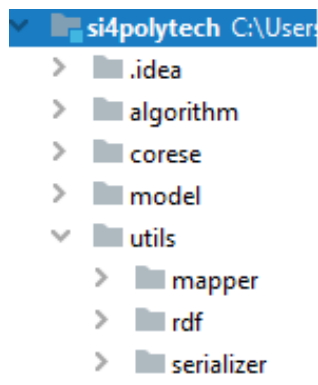 si4polytech C:\Users
.idea
algorithm
corese
model
utils
mapper
rdf
serializer